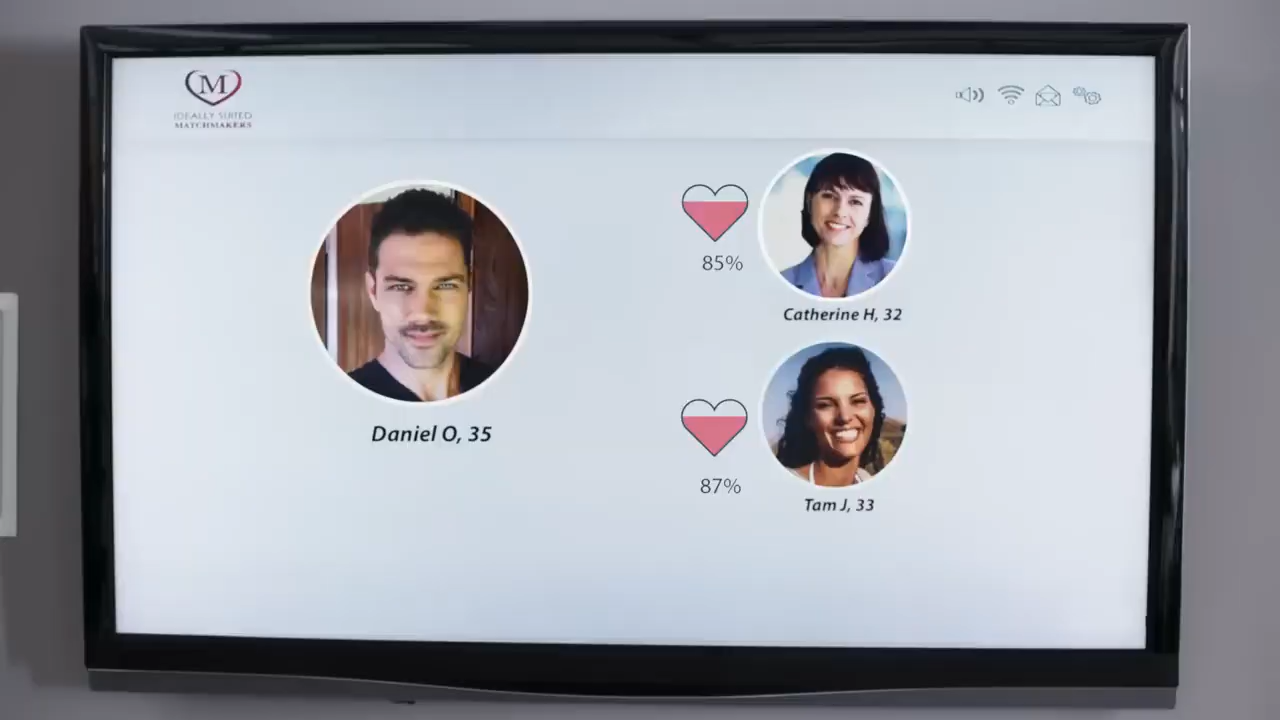 M
IDEALLY SUITED
MATCHMAKERS
Daniel O, 35
85%
Catherine H, 32
87%
Tam J, 33